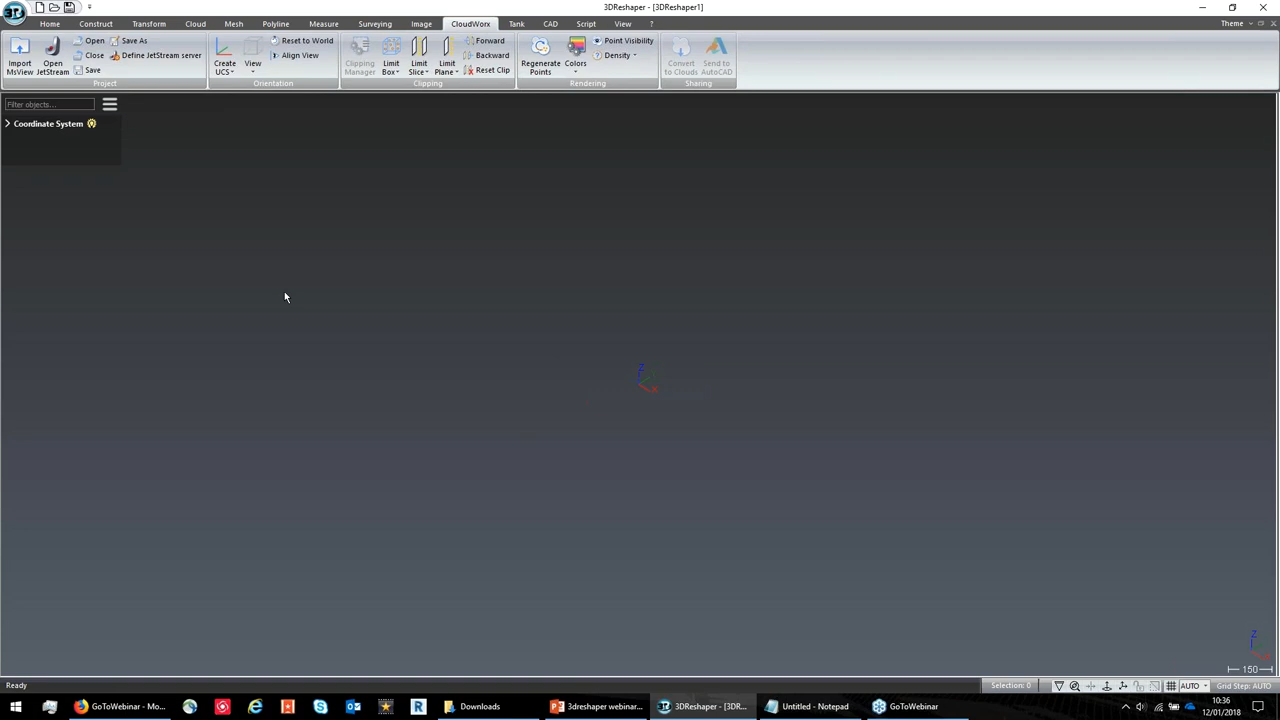 3DReshaper - [3DReshaper1]
Home Construct Transform Cloud Mesh Polyline Measure Surveying Image CloudWorx Tank CAD Script View ? Theme
Import MsView
Open JetStream
Open Save As
Close Define JetStream server
Save
Project
Create UCS
View
Reset to World
Align View
Orientation
Clipping Manager
Limit Box
Limit Slice
Limit Plane
Forward
Backward
Reset Clip
Clipping
Regenerate Points
Colors
Point Visibility
Density
Rendering
Convert to Clouds
Send to AutoCAD
Sharing
Filter objects...
Coordinate System
Z
X
Z
150
Ready Selection: 0 AUTO Grid Step: AUTO
GoToWebinar - Mo... Downloads 3dreshaper webinar... 3DReshaper - [3DR... Untitled - Notepad GoToWebinar
10:36
12/01/2018